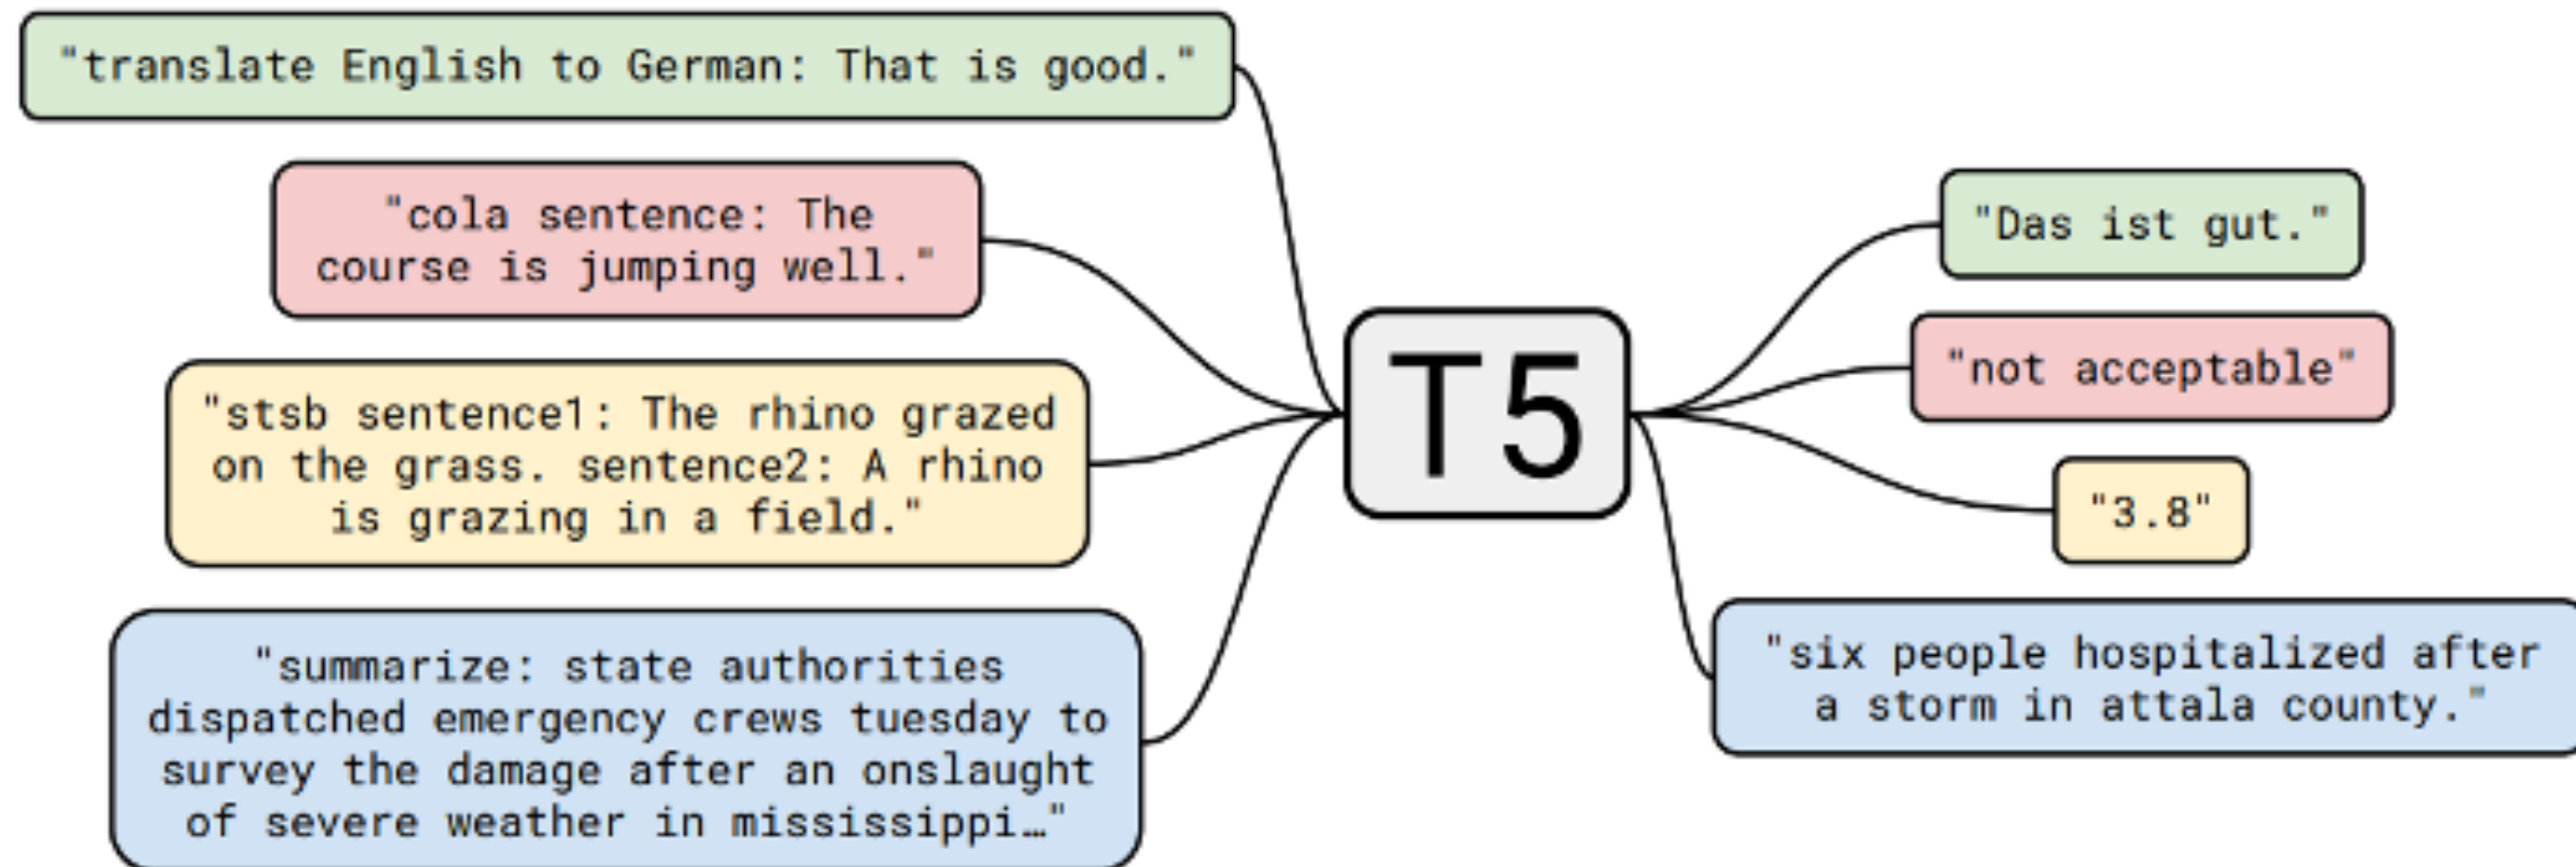 "translate English to German: That is good."
"cola sentence: The
course is jumping well."
"stsb sentence1: The rhino grazed
on the grass. sentence2: A rhino
is grazing in a field."
"summarize: state authorities
dispatched emergency crews tuesday to
survey the damage after an onslaught
of severe weather in mississippi…"
T5
"Das ist gut."
"not acceptable"
"3.8"
"six people hospitalized after
a storm in attala county."